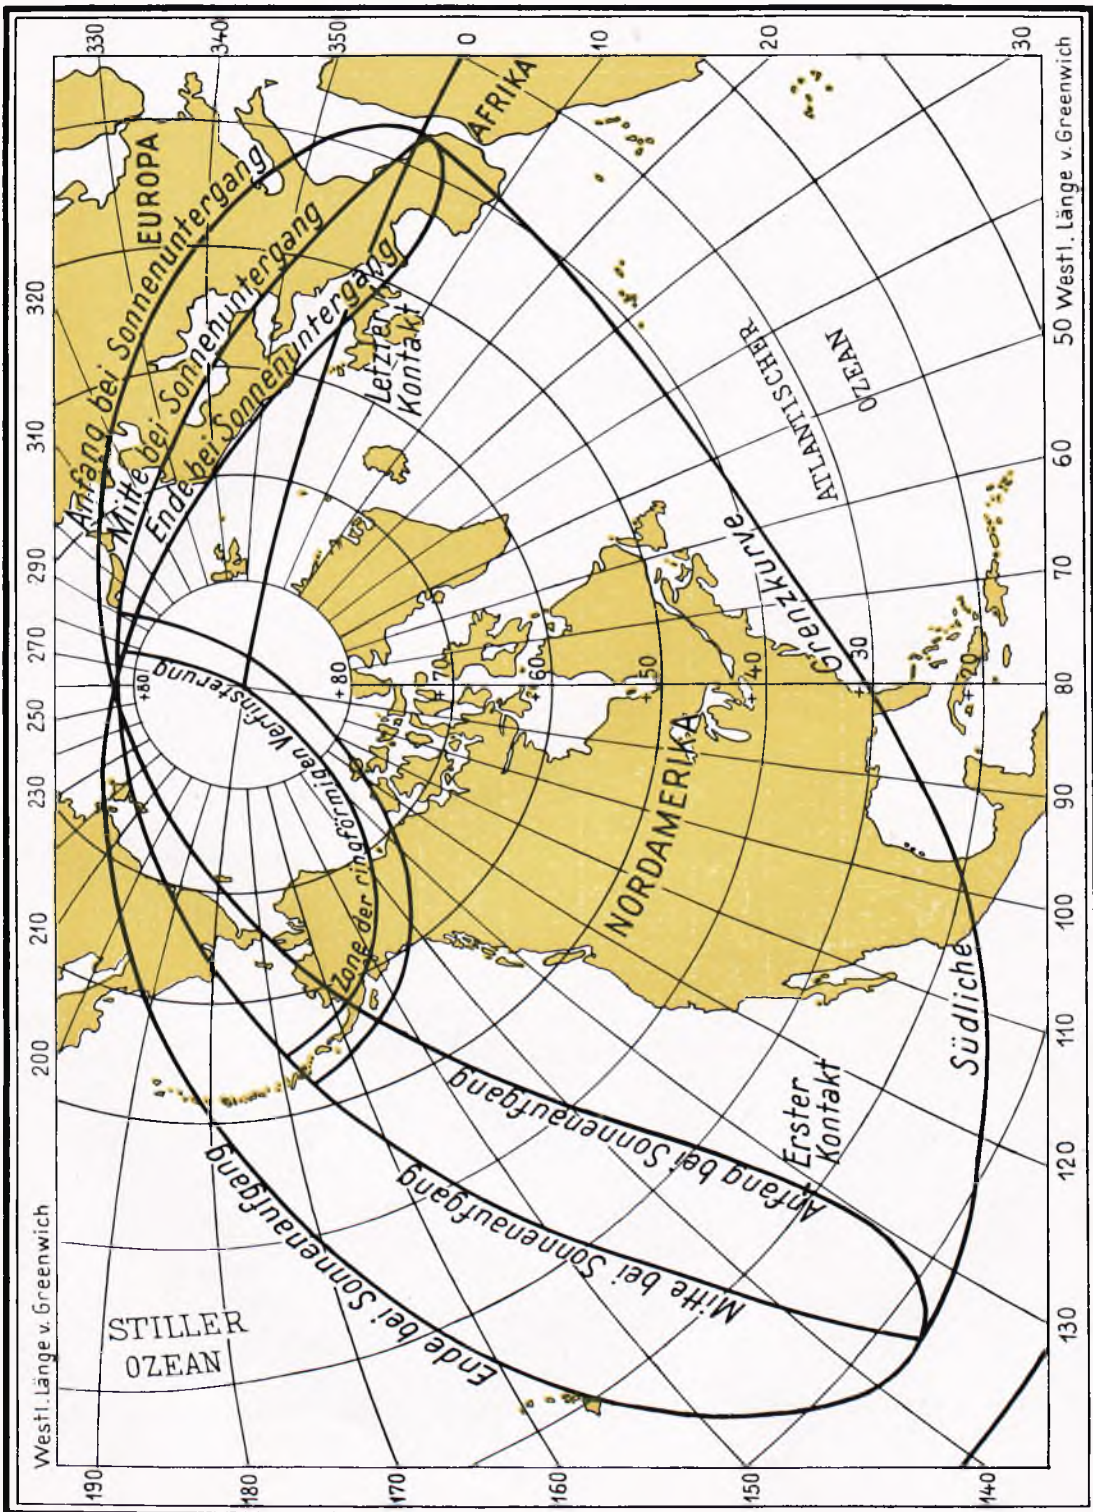 330
340
350
0
10
20
30
Westl. Länge v. Greenwich
EUROPA
AFRIKA
320
310
290
270
250
230
210
200
Anfang bei Sonnenuntergang
Mitte bei Sonnenuntergang
Ende bei Sonnenuntergang
Letzter
Kontakt
ATLANTISCHER
OZEAN
50
60
70
80
90
100
110
120
130
+80
+80
+70
+60
+50
+40
+30
+20
Zone der ringförmigen Verfinsterung
NORDAMERIKA
Südliche
Grenzkurve
Erster
Kontakt
Anfang bei Sonnenaufgang
Mitte bei Sonnenaufgang
Ende bei Sonnenaufgang
Westl. Länge v. Greenwich
STILLER
OZEAN
190
180
170
160
150
140